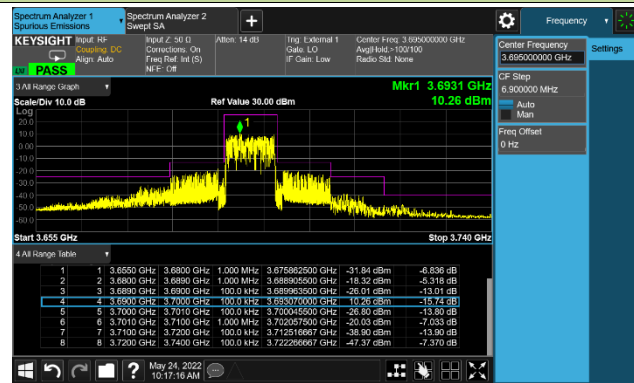 Spectrum Analyzer 1
Spurious Emissions
Spectrum Analyzer 2
Swept SA
Frequency
KEYSIGHT
Input: RF
Coupling: DC
Align: Auto
Input Z: 50 Ω
Corrections: On
Freq Ref: Int (S)
NFE: Off
Atten: 14 dB
Trig: External 1
Gate: LO
IF Gain: Low
Center Freq: 3.695000000 GHz
Avg|Hold:>100/100
Radio Std: None
PASS
Center Frequency
3.695000000 GHz
Settings
CF Step
6.900000 MHz
Auto
Man
Freq Offset
0 Hz
3 All Range Graph
Mkr1 3.6931 GHz
Scale/Div 10.0 dB
Ref Value 30.00 dBm
10.26 dBm
Log
20.0
10.0
0.00
-10.0
-20.0
-30.0
-40.0
-50.0
-60.0
1
Start 3.655 GHz
Stop 3.740 GHz
4 All Range Table
1 1 3.6550 GHz 3.6800 GHz 1.000 MHz 3.675862500 GHz -31.84 dBm -6.836 dB
2 2 3.6800 GHz 3.6890 GHz 1.000 MHz 3.688905500 GHz -18.32 dBm -5.318 dB
3 3 3.6890 GHz 3.6900 GHz 100.0 kHz 3.689963500 GHz -26.01 dBm -13.01 dB
4 4 3.6900 GHz 3.7000 GHz 100.0 kHz 3.693070000 GHz 10.26 dBm -15.74 dB
5 5 3.7000 GHz 3.7010 GHz 100.0 kHz 3.700045500 GHz -26.80 dBm -13.80 dB
6 6 3.7010 GHz 3.7100 GHz 1.000 MHz 3.702057500 GHz -20.03 dBm -7.033 dB
7 7 3.7100 GHz 3.7200 GHz 100.0 kHz 3.712516667 GHz -38.90 dBm -13.90 dB
8 8 3.7200 GHz 3.7400 GHz 100.0 kHz 3.722266667 GHz -47.37 dBm -7.370 dB
May 24, 2022
10:17:16 AM